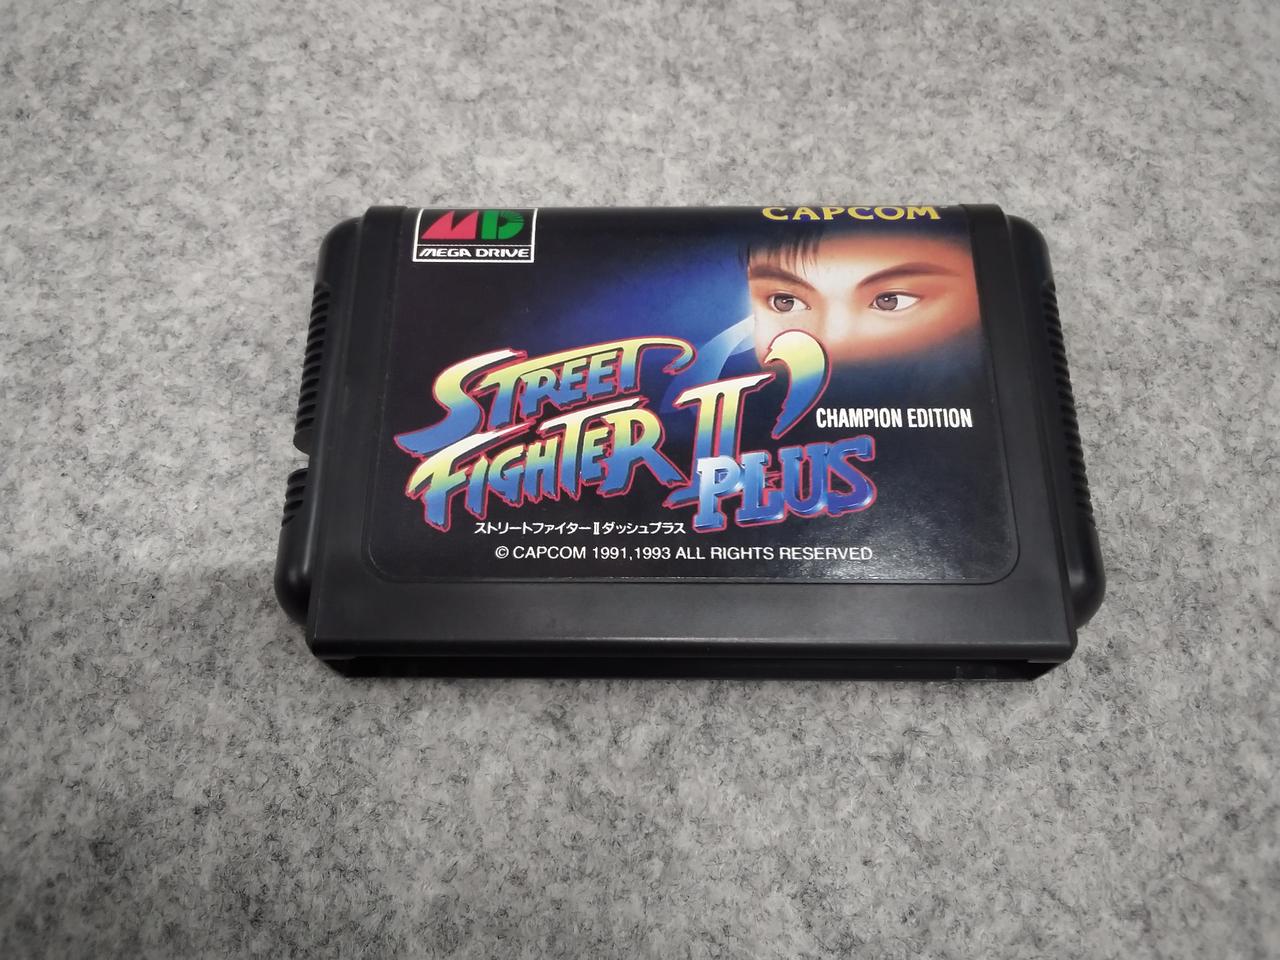 MD
MEGA DRIVE
CAPCOM
STREET
FIGHTER II'
PLUS
CHAMPION EDITION
ストリートファイターⅡダッシュプラス
© CAPCOM 1991,1993 ALL RIGHTS RESERVED